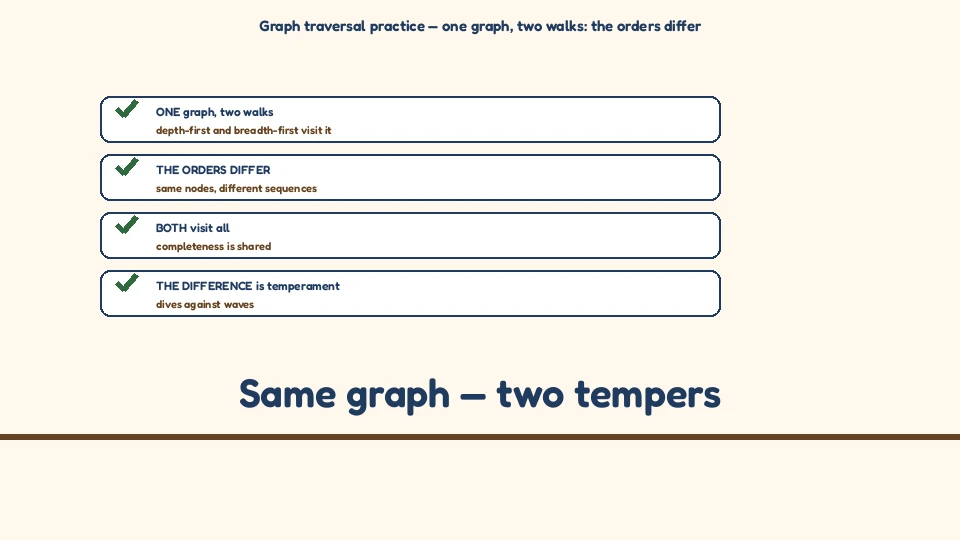 Graph traversal practice — one graph, two walks: the orders differ
ONE graph, two walks
depth-first and breadth-first visit it
THE ORDERS DIFFER
same nodes, different sequences
BOTH visit all
completeness is shared
THE DIFFERENCE is temperament
dives against waves
Same graph — two tempers